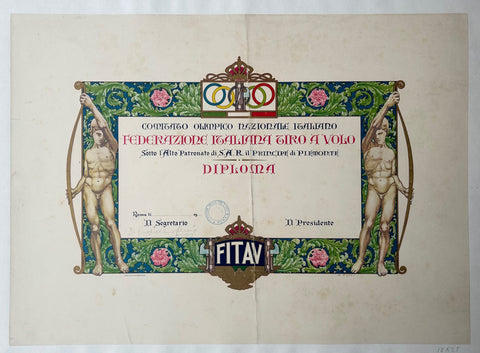 COMITATO OLIMPICO NAZIONALE ITALIANO
FEDERAZIONE ITALIANA TIRO A VOLO
Sotto l'Alto Patronato di S.A.R. il PRINCIPE di PIEMONTE
DIPLOMA
Roma li
Il Segretario
Il Presidente
FITAV